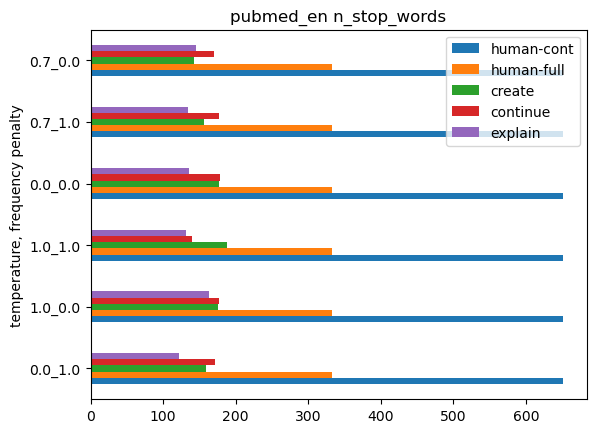 pubmed_en n_stop_words
temperature, frequency penalty
0.7_0.0
0.7_1.0
0.0_0.0
1.0_1.0
1.0_0.0
0.0_1.0
human-cont
human-full
create
continue
explain
0 100 200 300 400 500 600